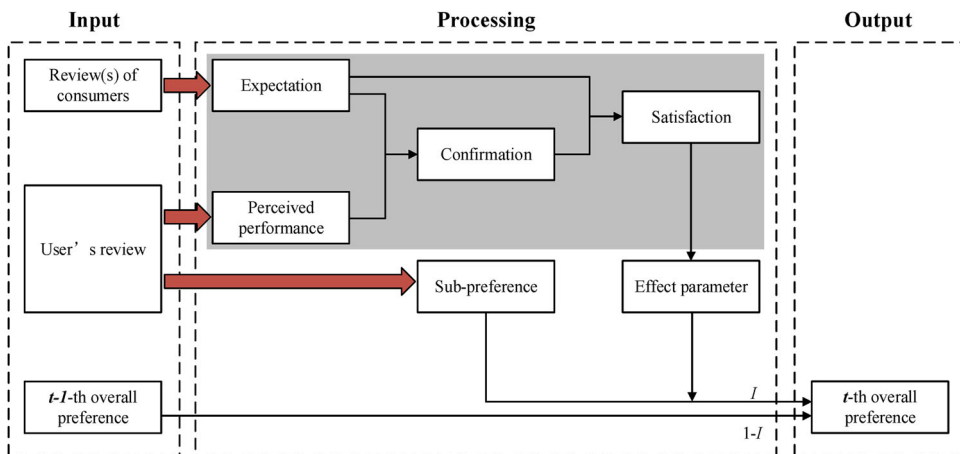 Input
Processing
Output
Review(s) of
consumers
Expectation
Satisfaction
Confirmation
User’s review
Perceived
performance
Sub-preference
Effect parameter
t-1-th overall
preference
I
1-I
t-th overall
preference